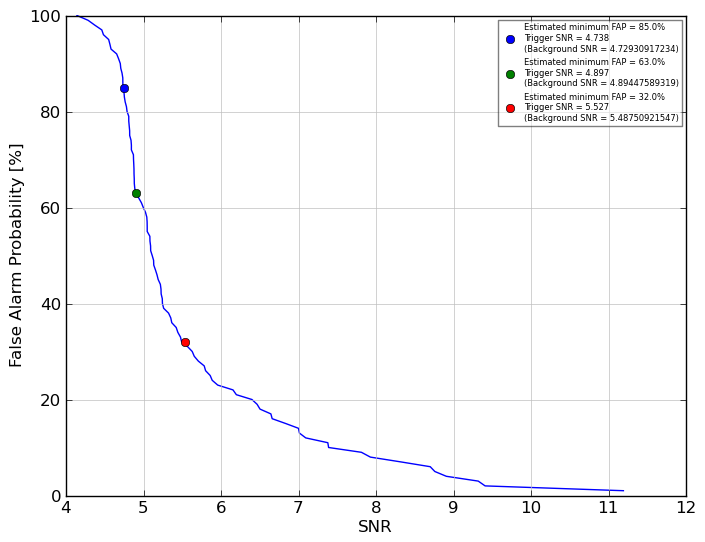 100
80
60
40
20
0
False Alarm Probability [%]
Estimated minimum FAP = 85.0%
Trigger SNR = 4.738
(Background SNR = 4.72930917234)
Estimated minimum FAP = 63.0%
Trigger SNR = 4.897
(Background SNR = 4.89447589319)
Estimated minimum FAP = 32.0%
Trigger SNR = 5.527
(Background SNR = 5.48750921547)
4 5 6 7 8 9 10 11 12
SNR